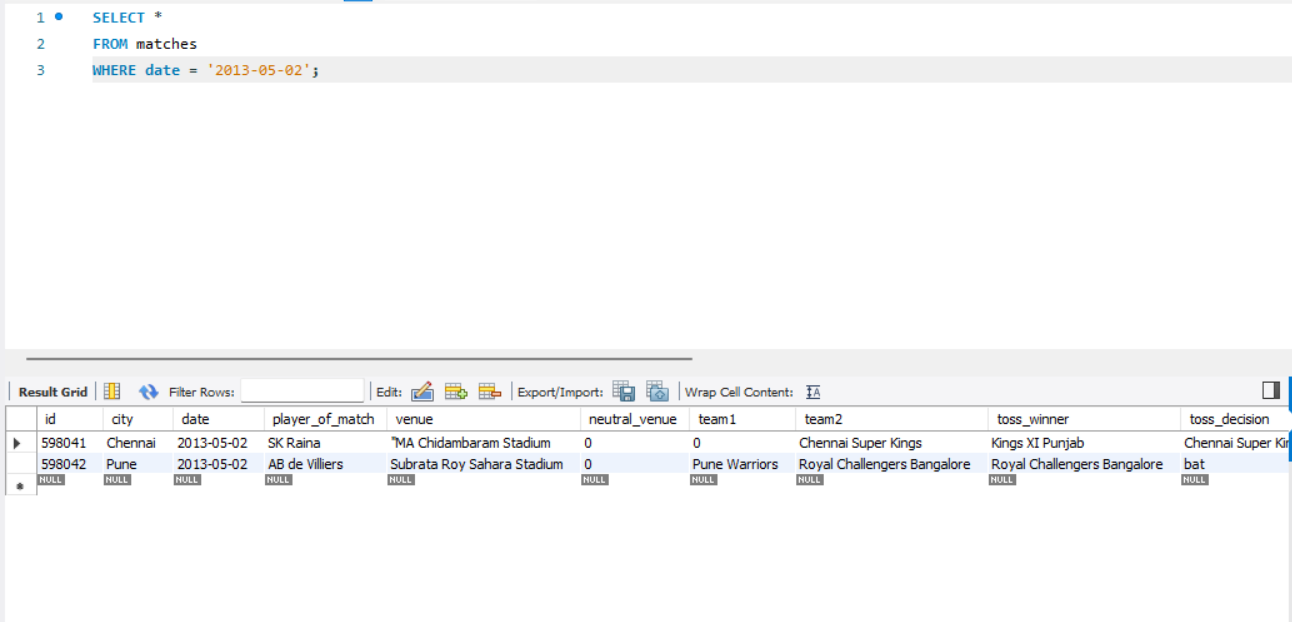 1 SELECT *
2 FROM matches
3 WHERE date = '2013-05-02';
Result Grid Filter Rows: Edit: Export/Import: Wrap Cell Content: IA
id city date player_of_match venue neutral_venue team1 team2 toss_winner toss_decision
598041 Chennai 2013-05-02 SK Raina "MA Chidambaram Stadium 0 0 Chennai Super Kings Kings XI Punjab Chennai Super Kin
598042 Pune 2013-05-02 AB de Villiers Subrata Roy Sahara Stadium 0 Pune Warriors Royal Challengers Bangalore Royal Challengers Bangalore bat
NULL NULL NULL NULL NULL NULL NULL NULL NULL NULL